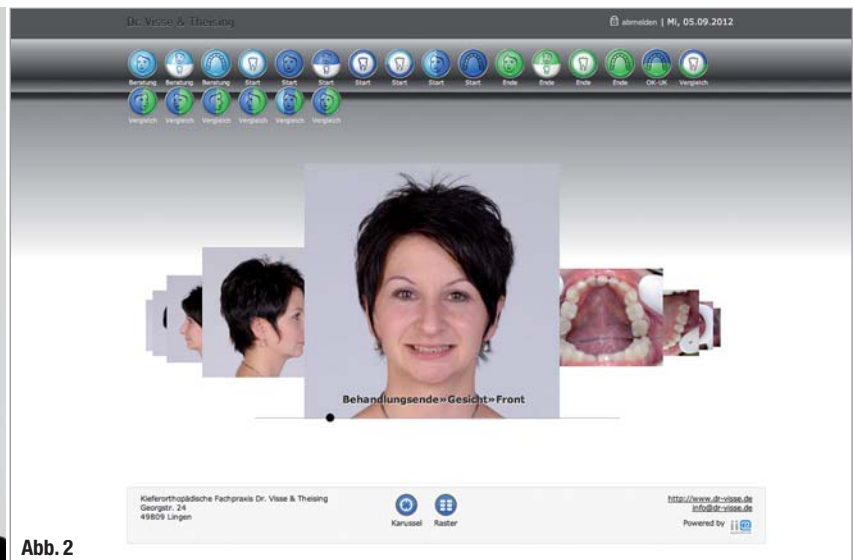 Dr. Visse & Theising
abmelden | Mi, 05.09.2012
Beratung Beratung Beratung Start Start Start Start Start Start Start Ende Ende Ende Ende OK-UK Vergleich
Vergleich Vergleich Vergleich Vergleich Vergleich Vergleich
Behandlungsende»Gesicht»Front
Kieferorthopädische Fachpraxis Dr. Visse & Theising
Georgstr. 24
49809 Lingen
Karussel Raster
http://www.dr-visse.de
info@dr-visse.de
Powered by
Abb. 2